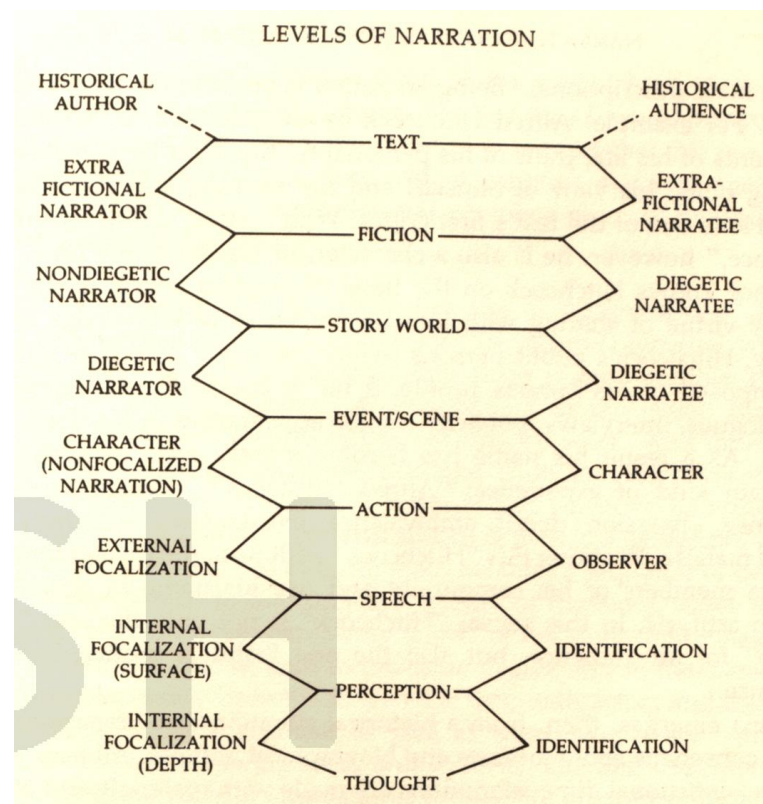 LEVELS OF NARRATION
HISTORICAL
AUTHOR
HISTORICAL
AUDIENCE
TEXT
EXTRA
FICTIONAL
NARRATOR
EXTRA-
FICTIONAL
NARRATEE
FICTION
NONDIEGETIC
NARRATOR
DIEGETIC
NARRATEE
STORY WORLD
DIEGETIC
NARRATOR
DIEGETIC
NARRATEE
EVENT/SCENE
CHARACTER
(NONFOCALIZED
NARRATION)
CHARACTER
ACTION
EXTERNAL
FOCALIZATION
OBSERVER
SPEECH
INTERNAL
FOCALIZATION
(SURFACE)
IDENTIFICATION
PERCEPTION
INTERNAL
FOCALIZATION
(DEPTH)
IDENTIFICATION
THOUGHT
SH